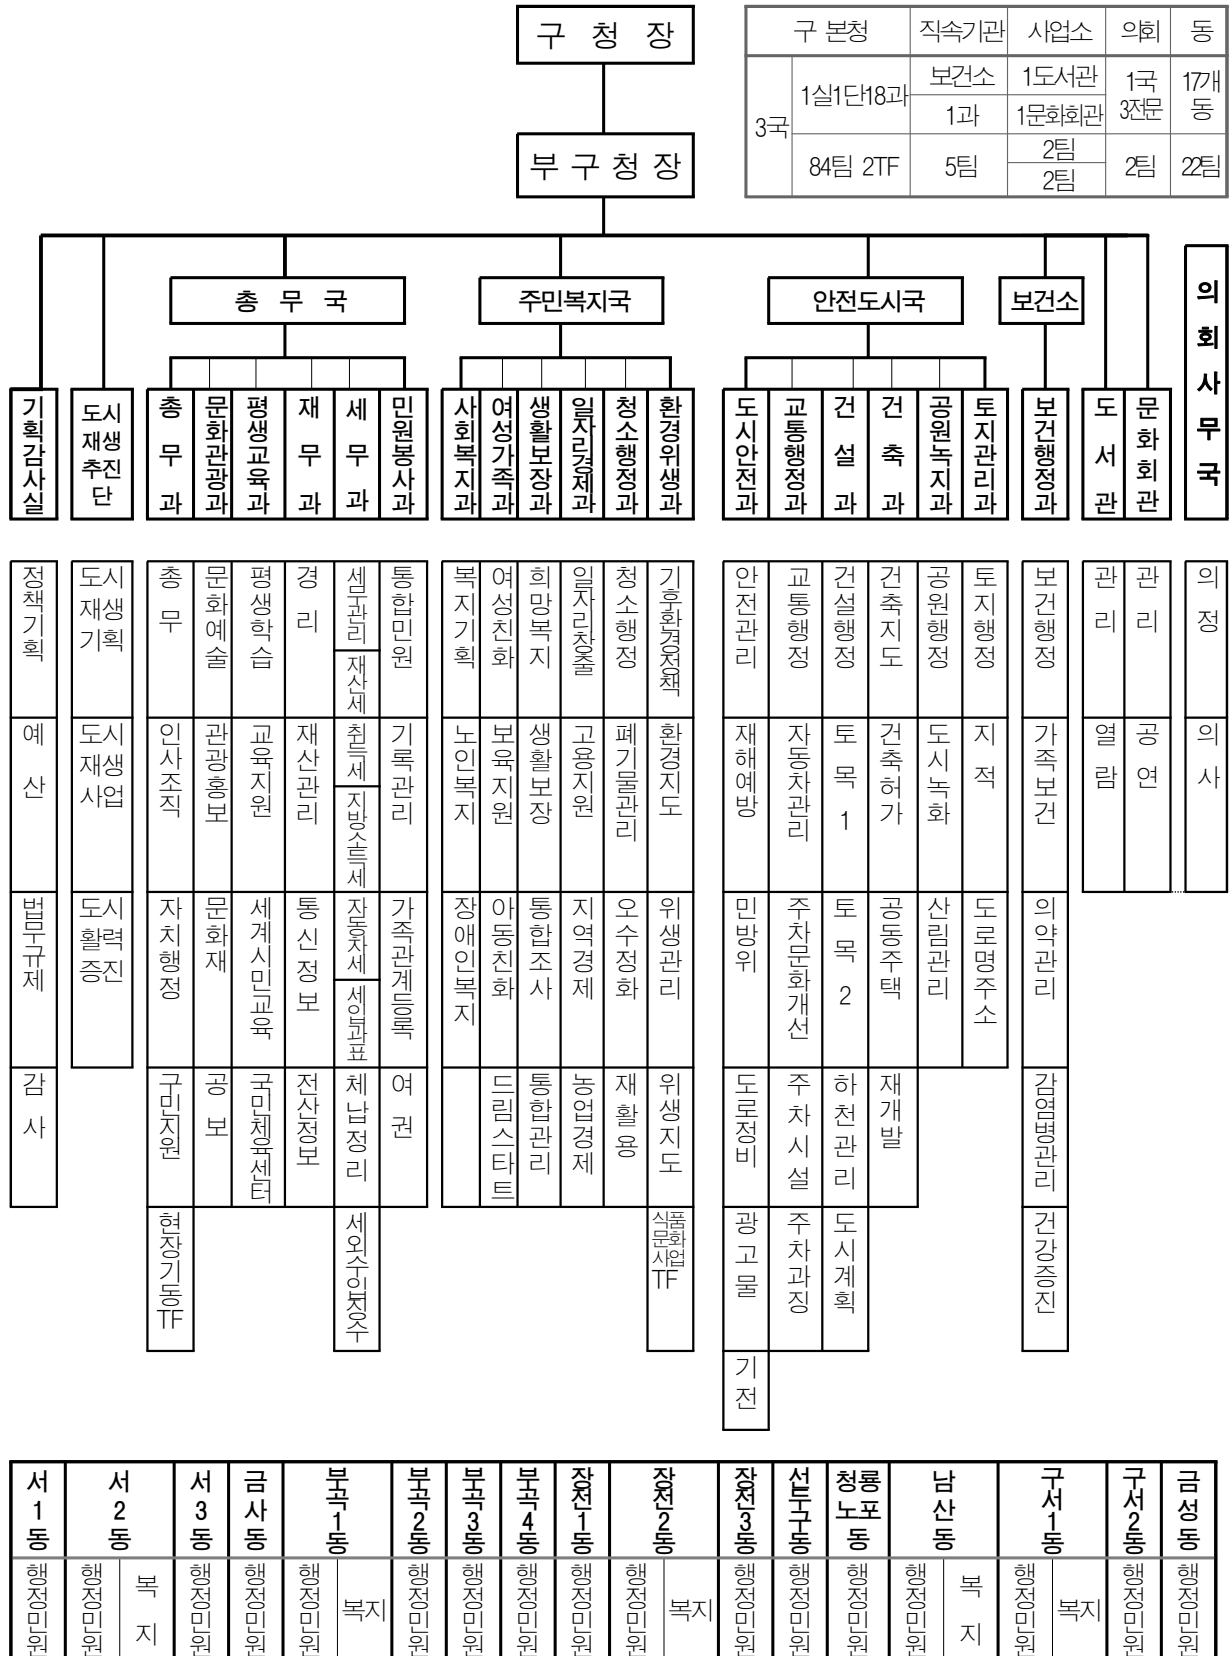 구 청 장
부 구 청 장
구 본청 직속기관 사업소 의회 동
3국 1실1단18과 보건소 1도서관 1국 3전문 17개 동
1과 1문화회관
84팀 2TF 5팀 2팀 2팀 22팀
2팀
총 무 국 주민복지국 안전도시국 보건소
기획감사실
도시재생추진단
총무과
문화관광과
평생교육과
재무과
세무과
민원봉사과
사회복지과
여성가족과
생활보장과
일자리경제과
청소행정과
환경위생과
도시안전과
교통행정과
건설과
건축과
공원녹지과
토지관리과
보건행정과
도서관
문화회관
의회사무국
정책기획
도시재생기획
총무
문화예술
평생학습
경리
세무관리
재산세
통합민원
복지기획
여성친화
희망복지
일자리창출
청소행정
기후환경정책
안전관리
교통행정
건설행정
건축지도
공원행정
토지행정
보건행정
관리
관리
의정
예산
도시재생사업
인사조직
관광홍보
교육지원
재산관리
취득세
지방소득세
기록관리
노인복지
보육지원
생활보장
고용지원
폐기물관리
환경지도
재해예방
자동차관리
토목1
건축허가
도시녹화
지적
가족보건
열람
공연
의사
법무규제
도시활력증진
자치행정
문화재
세계시민교육
통신정보
자동차세
세입과표
가족관계등록
장애인복지
아동친화
통합조사
지역경제
오수정화
위생관리
민방위
주차문화개선
토목2
공동주택
산림관리
도로명주소
의약관리
감사
구민지원
공보
국민체육센터
전산정보
체납정리
여권
드림스타트
통합관리
농업경제
재활용
위생지도
도로정비
주차시설
하천관리
재개발
감염병관리
현장기동TF
세외수입징수
식품문화사업TF
광고물
주차과징
도시계획
건강증진
기전
서1동 서2동 서3동 금사동 부곡1동 부곡2동 부곡3동 부곡4동 장전1동 장전2동 장전3동 선두구동 청룡노포동 남산동 구서1동 구서2동 금성동
행정민원 행정민원 복지 행정민원 행정민원 행정민원 복지 행정민원 행정민원 행정민원 행정민원 행정민원 복지 행정민원 행정민원 행정민원 행정민원 복지 행정민원 복지 행정민원 행정민원